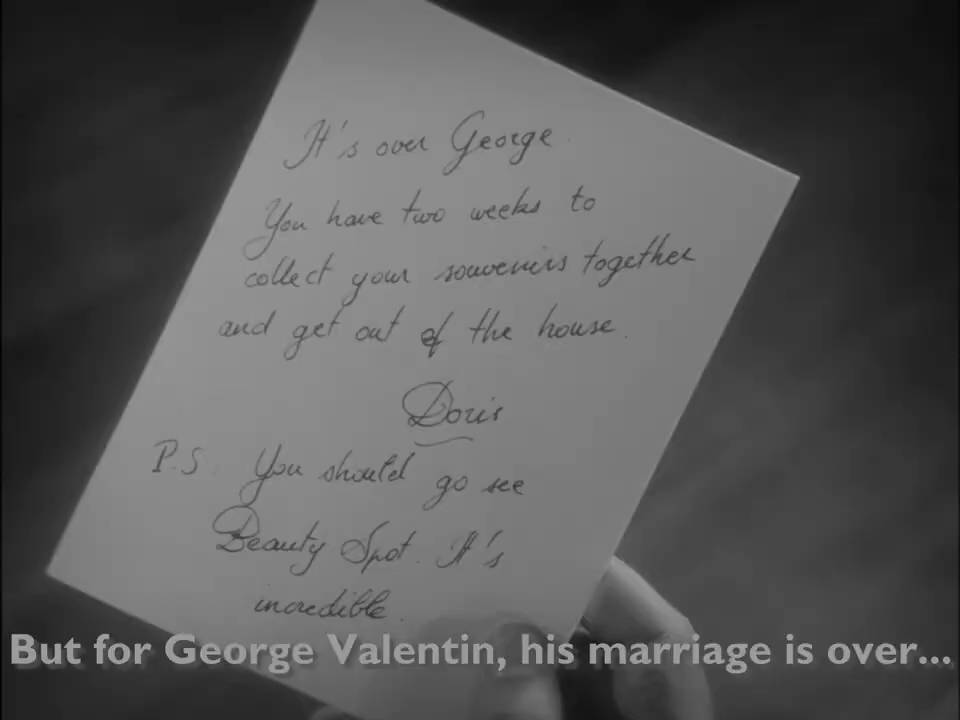 It's over George.
You have two weeks to
collect your souvenirs together
and get out of the house.
Doris
P.S. You should go see
Beauty Spot. It's
incredible.
But for George Valentin, his marriage is over...